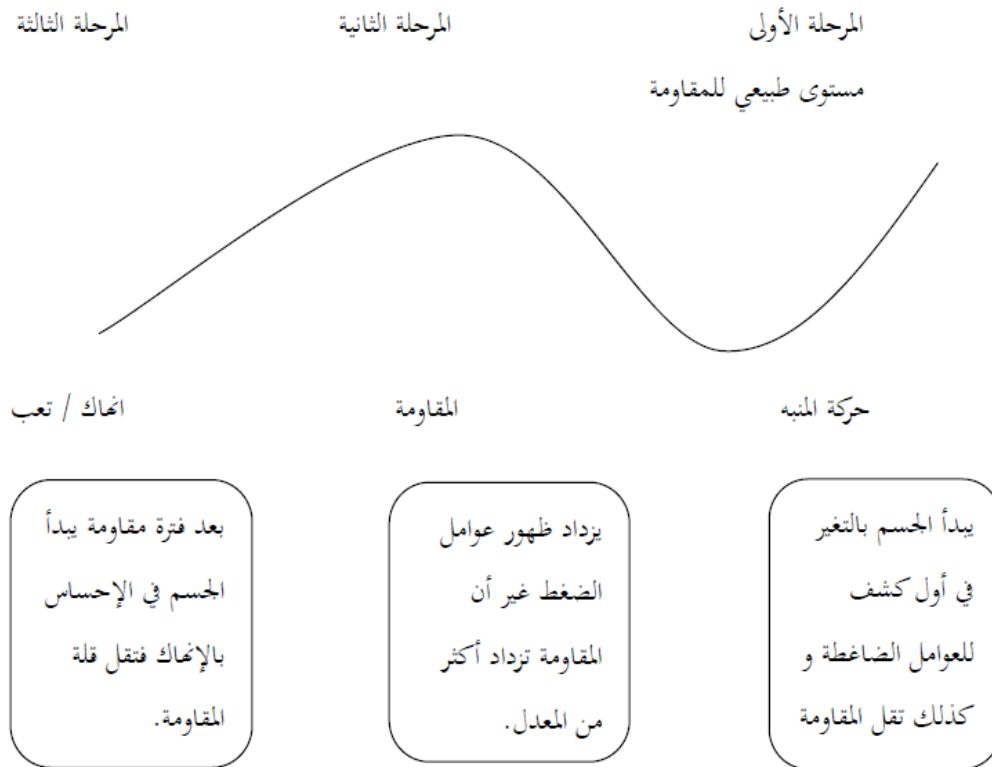 المرحلة الأولى
المرحلة الثانية
المرحلة الثالثة
مستوى طبيعي للمقاومة
حركة المنبه
المقاومة
انهاك / تعب
يبدأ الجسم بالتغير
في أول كشف
للعوامل الضاغطة و
كذلك تقل المقاومة
يزداد ظهور عوامل
الضغط غير أن
المقاومة تزداد أكثر
من المعدل.
بعد فترة مقاومة يبدأ
الجسم في الإحساس
بالإنهاك فتقل قلة
المقاومة.